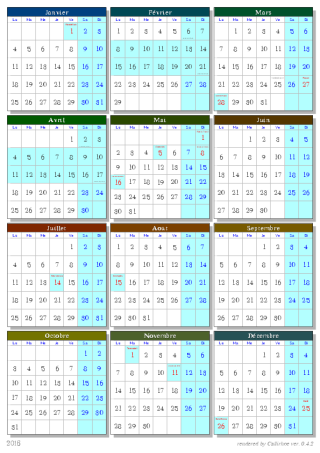 Janvier
Lu Ma Me Je Ve Sa Di
1 2 3
4 5 6 7 8 9 10
11 12 13 14 15 16 17
18 19 20 21 22 23 24
25 26 27 28 29 30 31
Février
Lu Ma Me Je Ve Sa Di
1 2 3 4 5 6 7
8 9 10 11 12 13 14
15 16 17 18 19 20 21
22 23 24 25 26 27 28
29
Mars
Lu Ma Me Je Ve Sa Di
1 2 3 4 5 6
7 8 9 10 11 12 13
14 15 16 17 18 19 20
21 22 23 24 25 26 27
28 29 30 31
Avril
Lu Ma Me Je Ve Sa Di
1 2 3
4 5 6 7 8 9 10
11 12 13 14 15 16 17
18 19 20 21 22 23 24
25 26 27 28 29 30
Mai
Lu Ma Me Je Ve Sa Di
1
2 3 4 5 6 7 8
9 10 11 12 13 14 15
16 17 18 19 20 21 22
23 24 25 26 27 28 29
30 31
Juin
Lu Ma Me Je Ve Sa Di
1 2 3 4 5
6 7 8 9 10 11 12
13 14 15 16 17 18 19
20 21 22 23 24 25 26
27 28 29 30
Juillet
Lu Ma Me Je Ve Sa Di
1 2 3
4 5 6 7 8 9 10
11 12 13 14 15 16 17
18 19 20 21 22 23 24
25 26 27 28 29 30 31
Aout
Lu Ma Me Je Ve Sa Di
1 2 3 4 5 6 7
8 9 10 11 12 13 14
15 16 17 18 19 20 21
22 23 24 25 26 27 28
29 30 31
Septembre
Lu Ma Me Je Ve Sa Di
1 2 3 4
5 6 7 8 9 10 11
12 13 14 15 16 17 18
19 20 21 22 23 24 25
26 27 28 29 30
Octobre
Lu Ma Me Je Ve Sa Di
1 2
3 4 5 6 7 8 9
10 11 12 13 14 15 16
17 18 19 20 21 22 23
24 25 26 27 28 29 30
31
Novembre
Lu Ma Me Je Ve Sa Di
1 2 3 4 5 6
7 8 9 10 11 12 13
14 15 16 17 18 19 20
21 22 23 24 25 26 27
28 29 30
Décembre
Lu Ma Me Je Ve Sa Di
1 2 3 4
5 6 7 8 9 10 11
12 13 14 15 16 17 18
19 20 21 22 23 24 25
26 27 28 29 30 31
2016
rendered by ver.